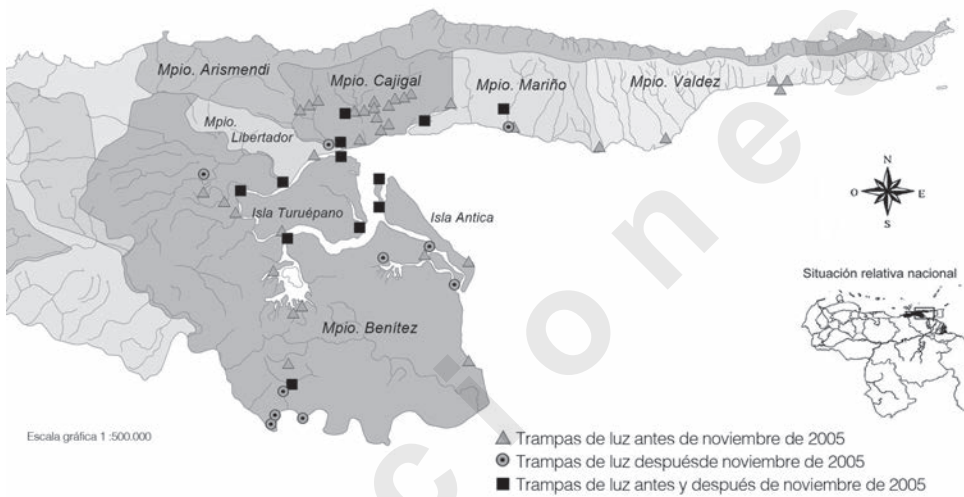 Mpio. Arismendi
Mpio. Cajigal
Mpio. Mariño
Mpio. Valdez
Mpio.
Libertador
Isla Turuépano
Isla Antica
N
O
E
S
Situación relativa nacional
Mpio. Benítez
Escala gráfica 1 :500.000
Trampas de luz antes de noviembre de 2005
Trampas de luz despuésde noviembre de 2005
Trampas de luz antes y después de noviembre de 2005
c i o n e s